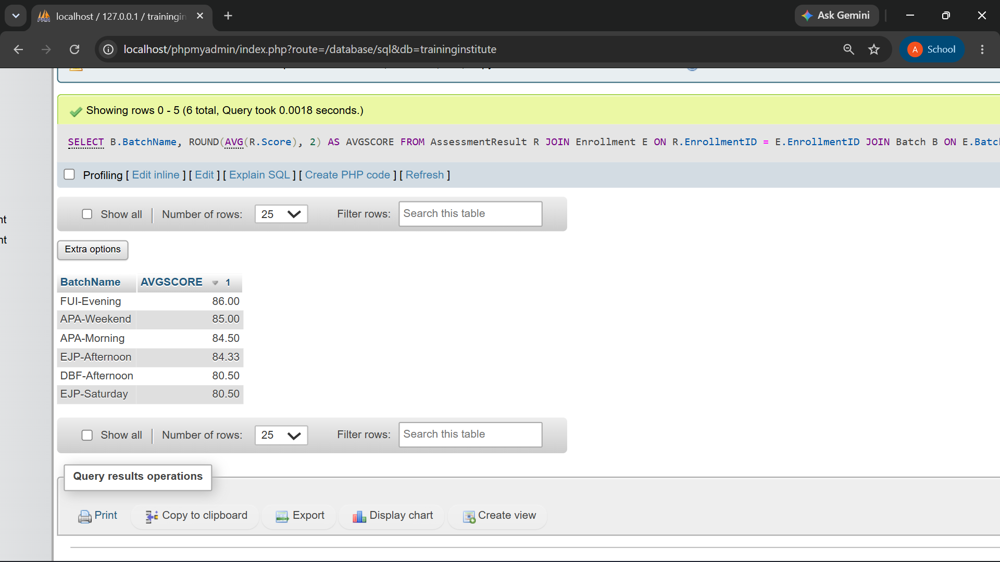 localhost / 127.0.0.1 / trainingin
Ask Gemini
localhost/phpmyadmin/index.php?route=/database/sql&db=traininginstitute
A School
Showing rows 0 - 5 (6 total, Query took 0.0018 seconds.)
SELECT B.BatchName, ROUND(AVG(R.Score), 2) AS AVGSCORE FROM AssessmentResult R JOIN Enrollment E ON R.EnrollmentID = E.EnrollmentID JOIN Batch B ON E.Batc
Profiling [ Edit inline ] [ Edit ] [ Explain SQL ] [ Create PHP code ] [ Refresh ]
Show all Number of rows: 25 Filter rows: Search this table
nt
nt
Extra options
BatchName AVGSCORE 1
FUI-Evening 86.00
APA-Weekend 85.00
APA-Morning 84.50
EJP-Afternoon 84.33
DBF-Afternoon 80.50
EJP-Saturday 80.50
Show all Number of rows: 25 Filter rows: Search this table
Query results operations
Print Copy to clipboard Export Display chart Create view